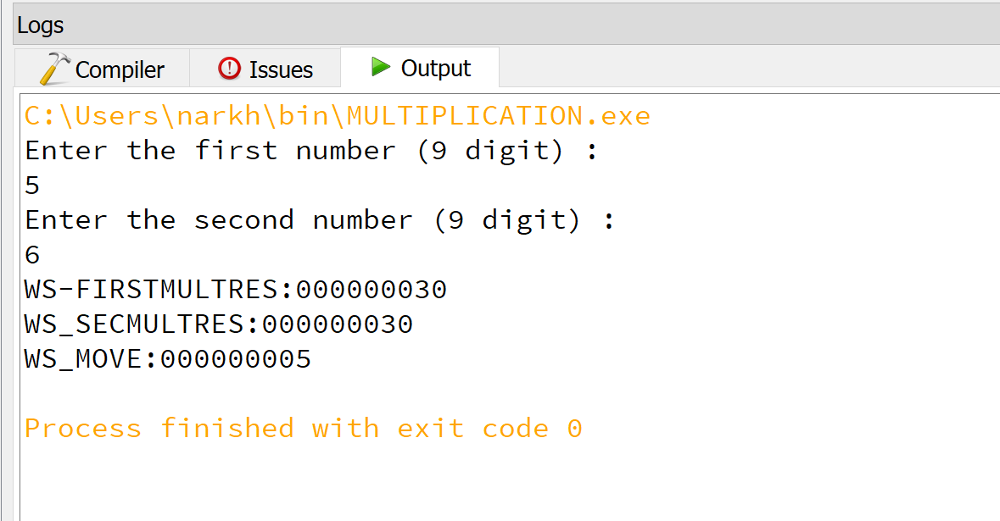 Logs
Compiler Issues Output
C:\Users\narkh\bin\MULTIPLICATION.exe
Enter the first number (9 digit) :
5
Enter the second number (9 digit) :
6
WS-FIRSTMULTRES:000000030
WS_SECMULTRES:000000030
WS_MOVE:000000005
Process finished with exit code 0